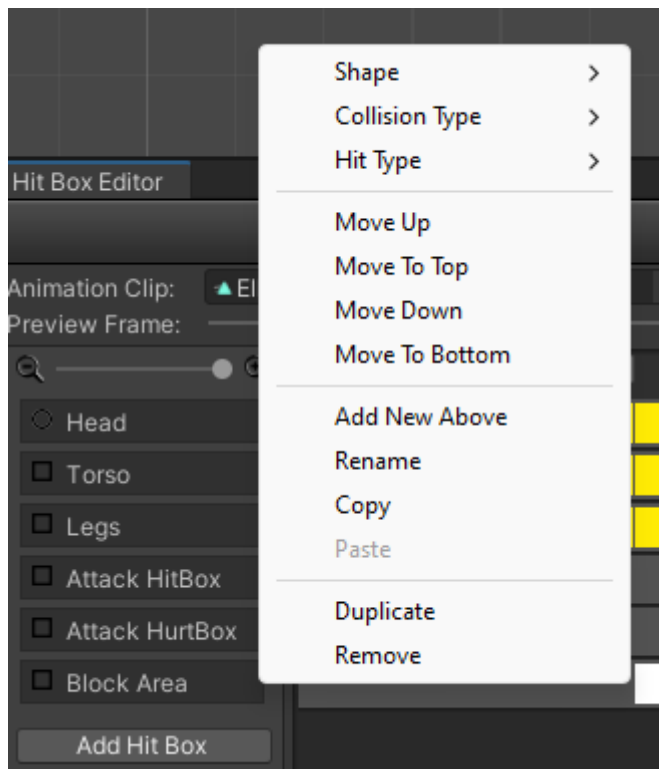 Shape
Collision Type
Hit Type
Hit Box Editor
Move Up
Move To Top
Animation Clip: El
Move Down
Preview Frame:
Move To Bottom
Head
Add New Above
Torso
Rename
Copy
Legs
Paste
Attack HitBox
Duplicate
Attack HurtBox
Remove
Block Area
Add Hit Box